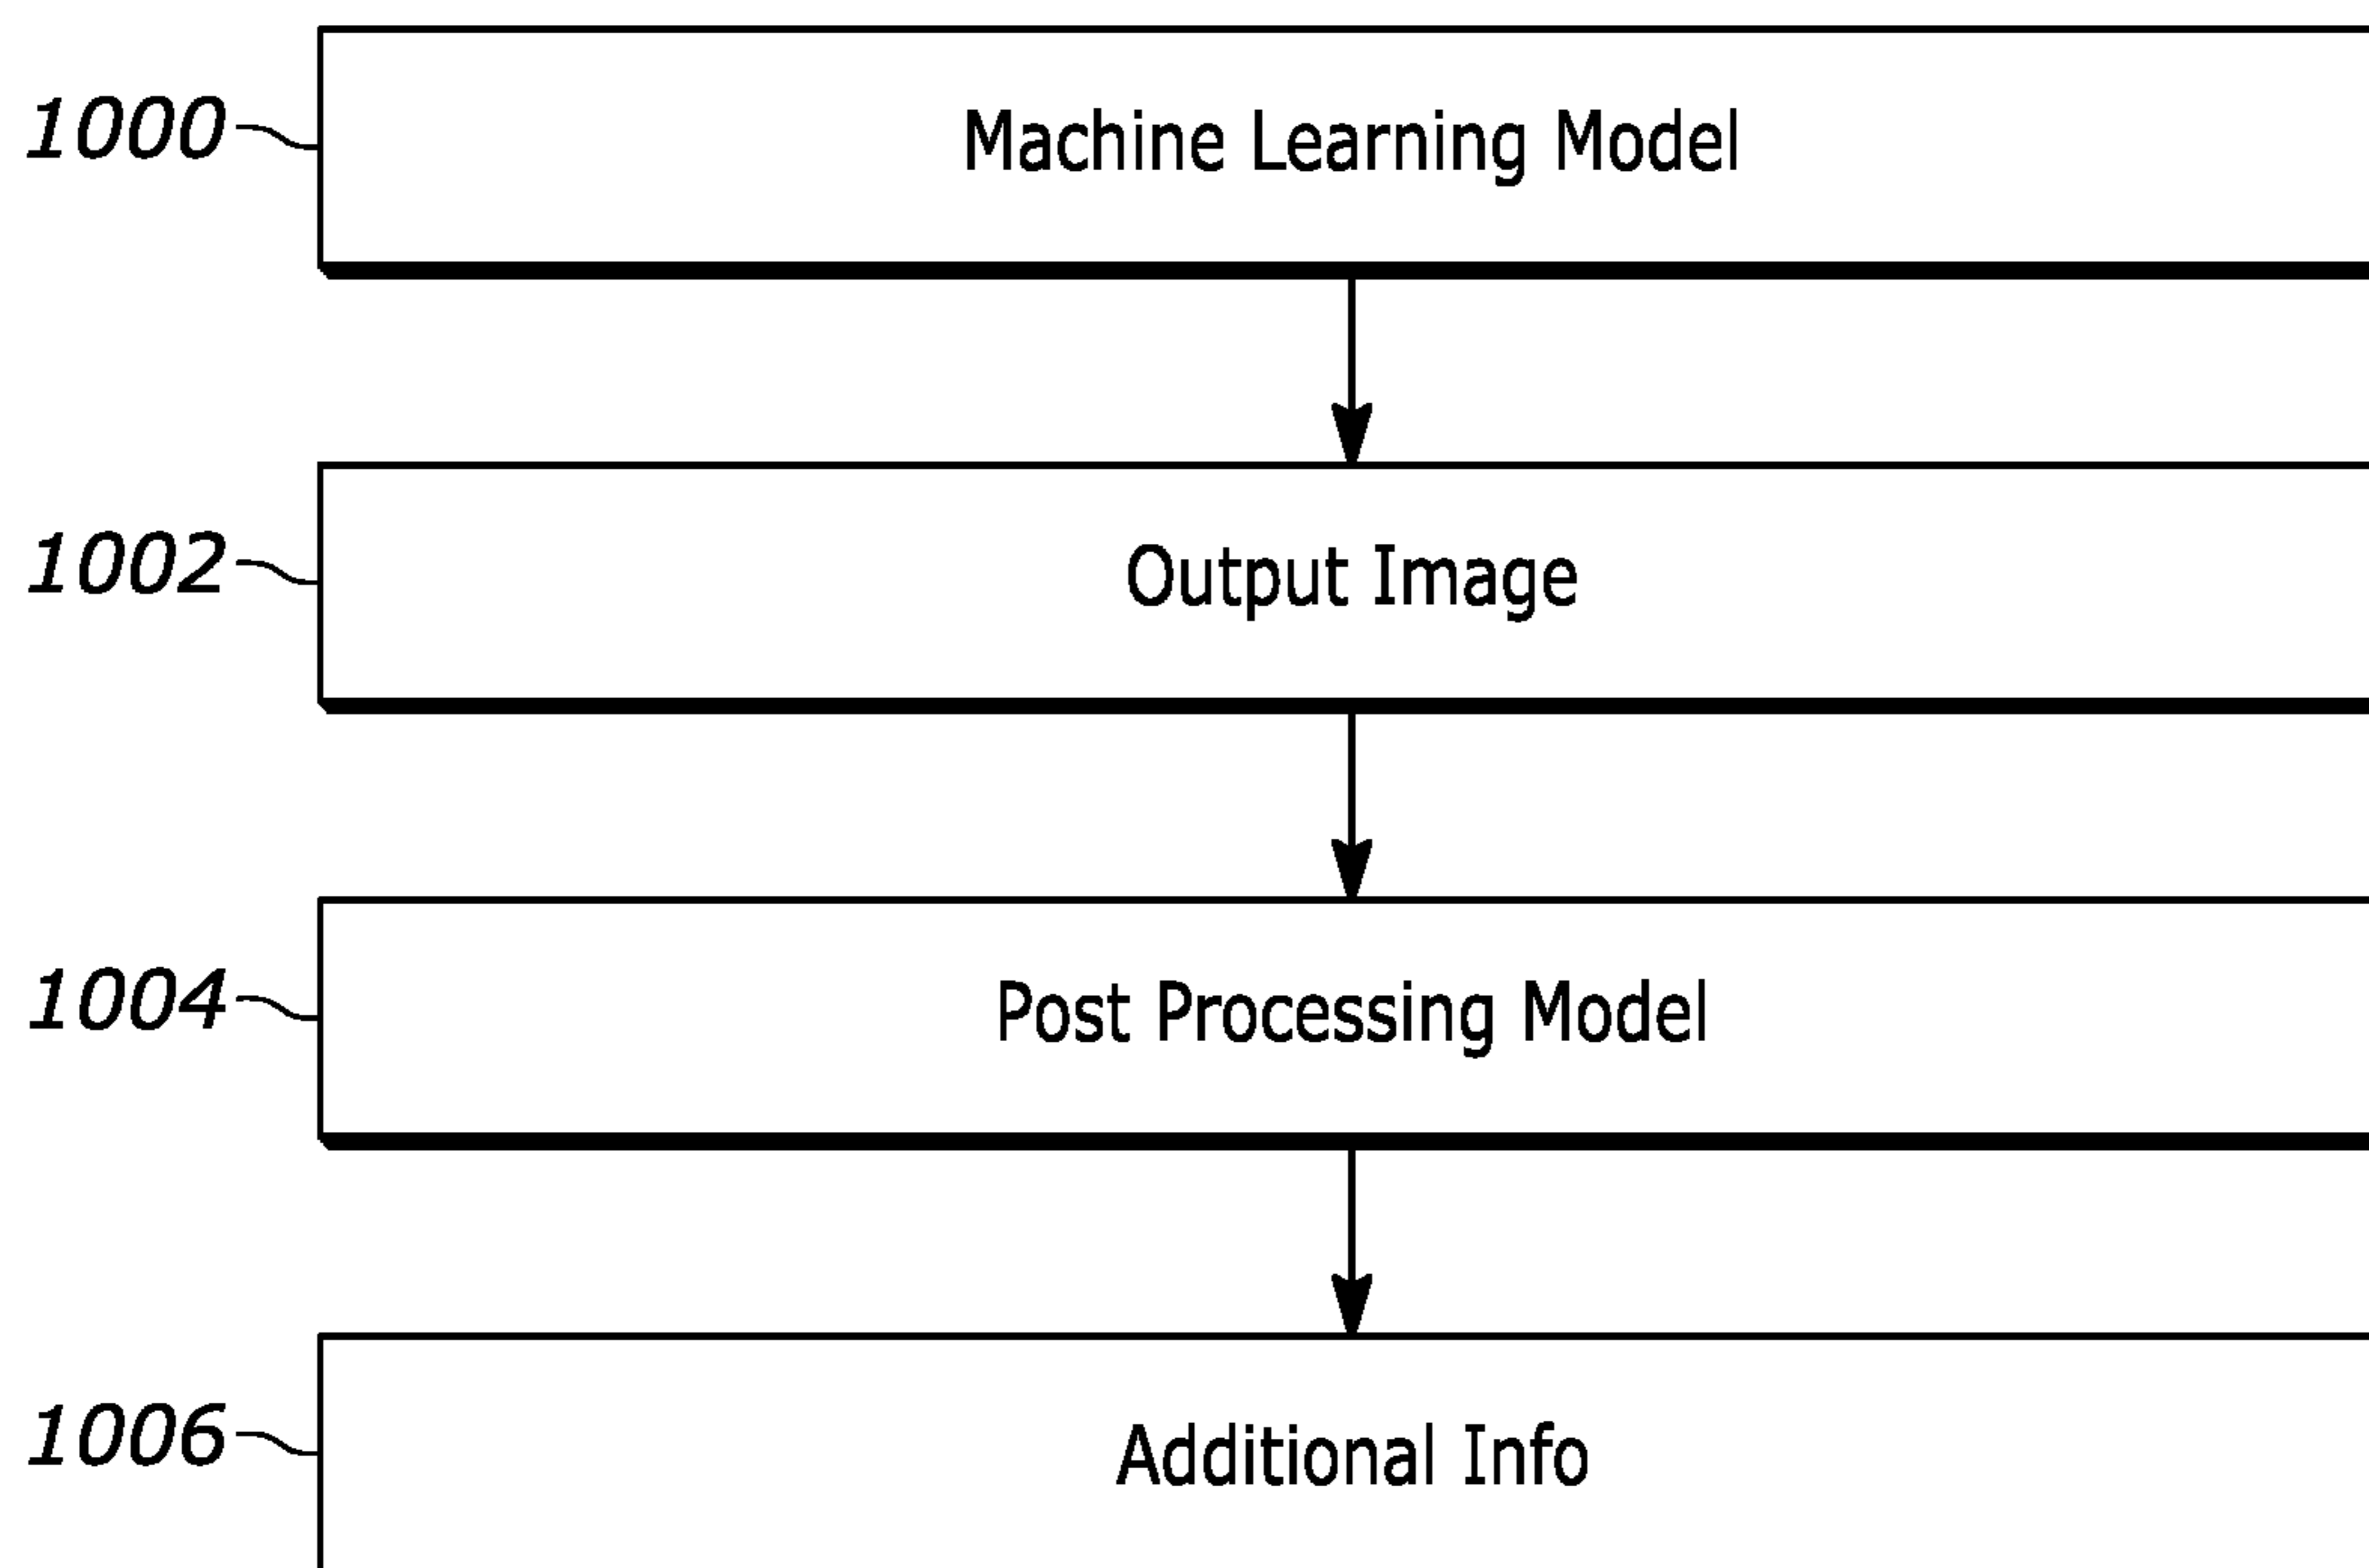 1000 Machine Learning Model
1002 Output Image
1004 Post Processing Model
1006 Additional Info